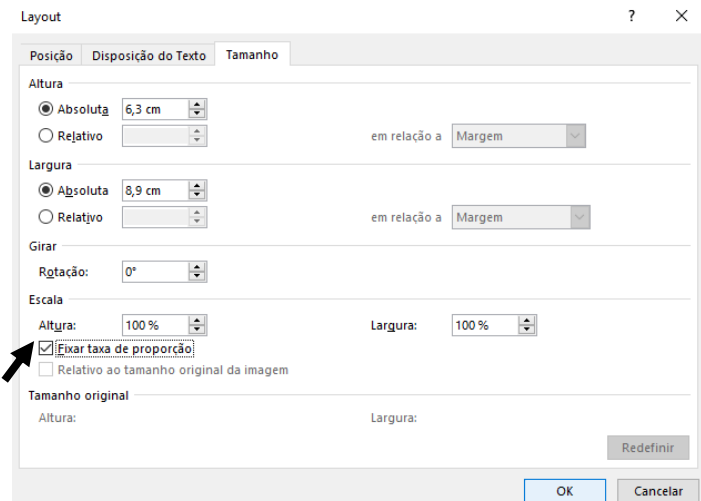 Layout ?
Posição Disposição do Texto Tamanho
Altura
Absoluta 6,3 cm
Relativo em relação a Margem
Largura
Absoluta 8,9 cm
Relativo em relação a Margem
Girar
Rotação: 0°
Escala
Altura: 100 % Largura: 100 %
Fixar taxa de proporção
Relativo ao tamanho original da imagem
Tamanho original
Altura: Largura:
Redefinir
OK Cancelar